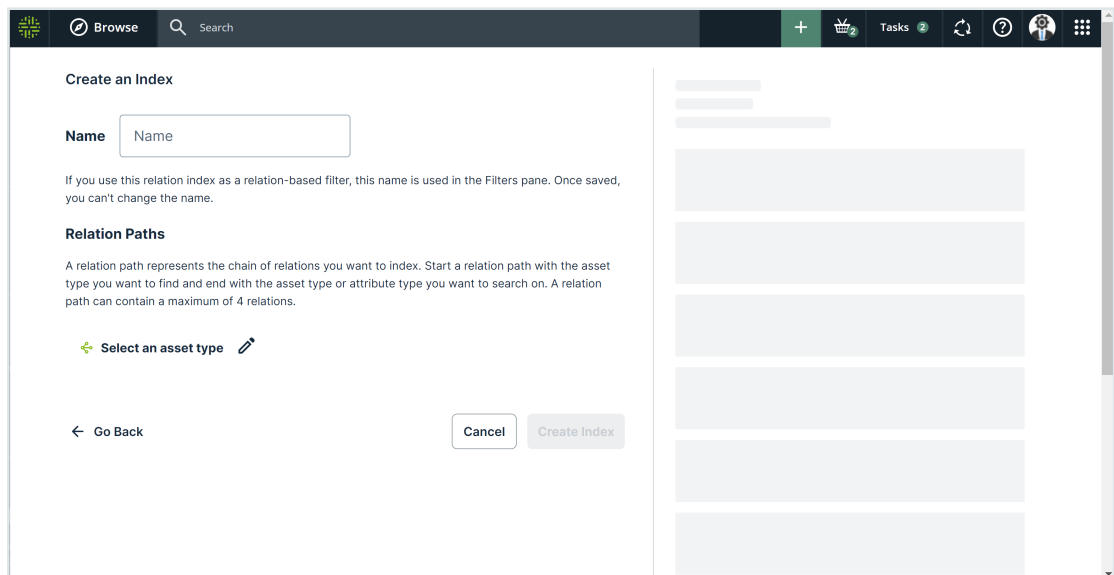 Browse
Search
2
Tasks 2
Create an Index
Name
Name
If you use this relation index as a relation-based filter, this name is used in the Filters pane. Once saved,
you can't change the name.
Relation Paths
A relation path represents the chain of relations you want to index. Start a relation path with the asset
type you want to find and end with the asset type or attribute type you want to search on. A relation
path can contain a maximum of 4 relations.
Select an asset type
Go Back
Cancel
Create Index